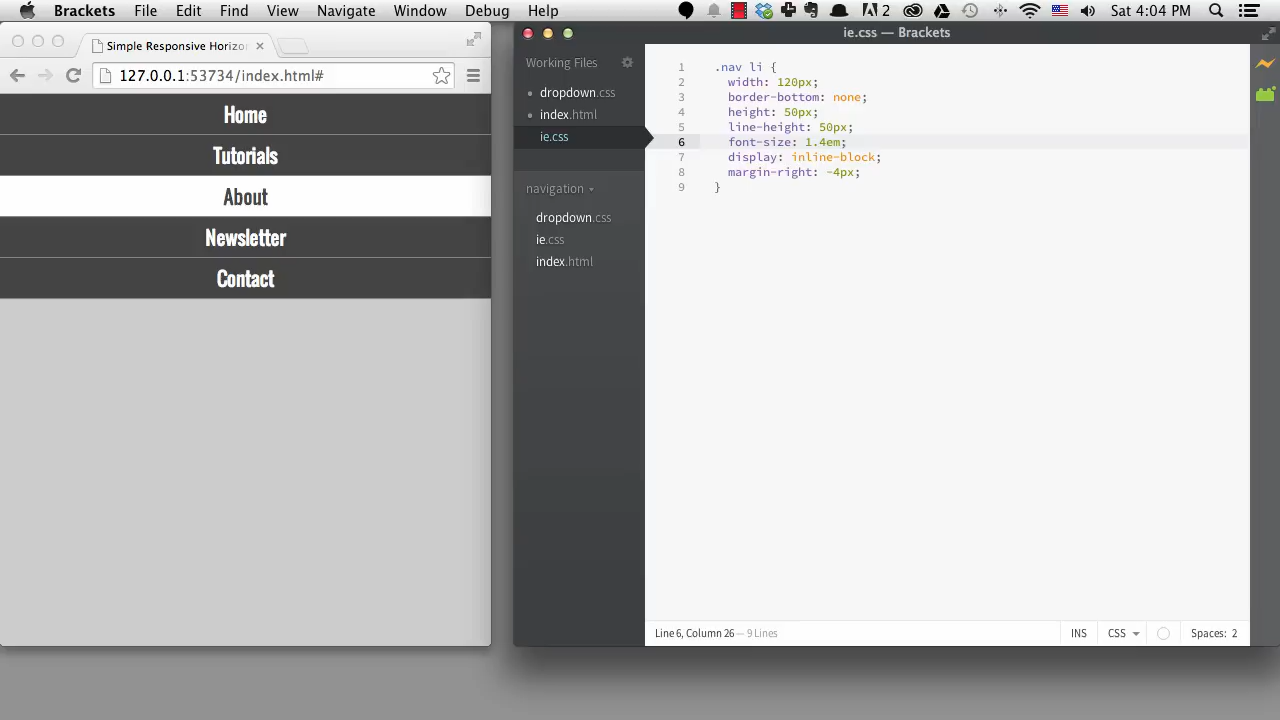 Brackets File Edit Find View Navigate Window Debug Help
2 Sat 4:04 PM
Simple Responsive Horizo
127.0.0.1:53734/index.html#
Home
Tutorials
About
Newsletter
Contact
ie.css — Brackets
Working Files
dropdown.css
index.html
ie.css
navigation
dropdown.css
ie.css
index.html
1 .nav li {
2 width: 120px;
3 border-bottom: none;
4 height: 50px;
5 line-height: 50px;
6 font-size: 1.4em;
7 display: inline-block;
8 margin-right: -4px;
9 }
Line 6, Column 26 — 9 Lines
INS CSS Spaces: 2